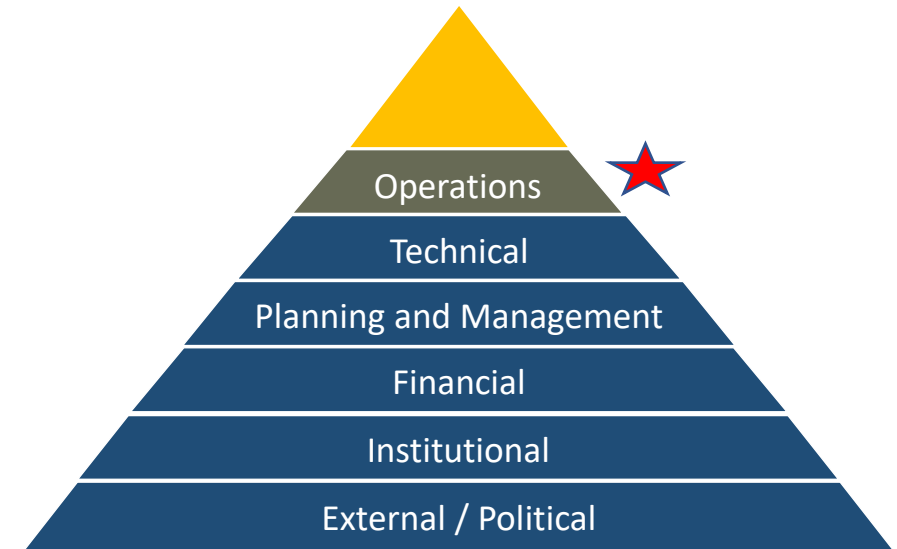 Operations
Technical
Planning and Management
Financial
Institutional
External / Political